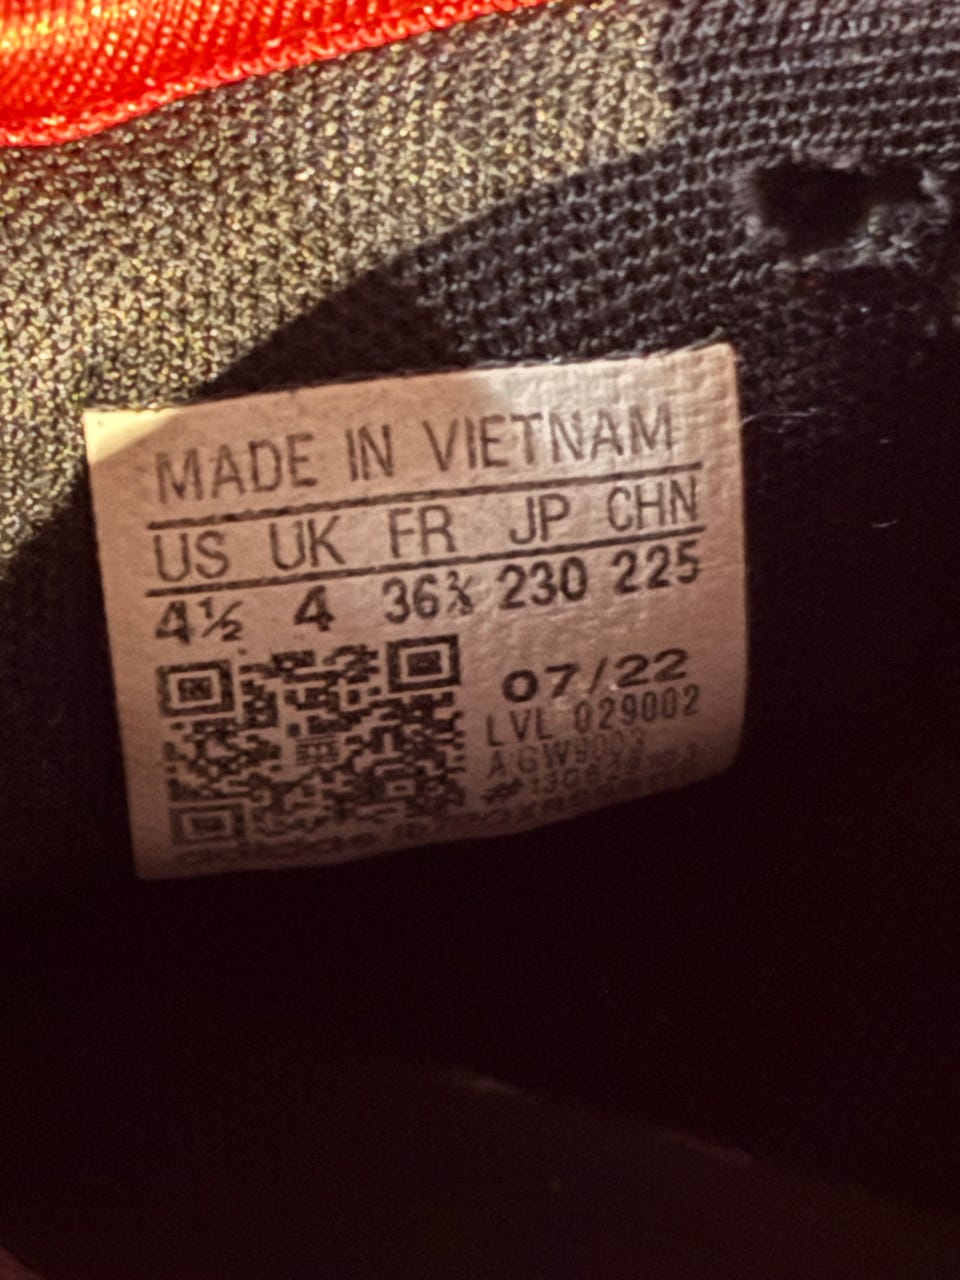 MADE IN VIETNAM
US UK FR JP CHN
4½ 4 36⅔ 230 225
07/22
LVL 029002